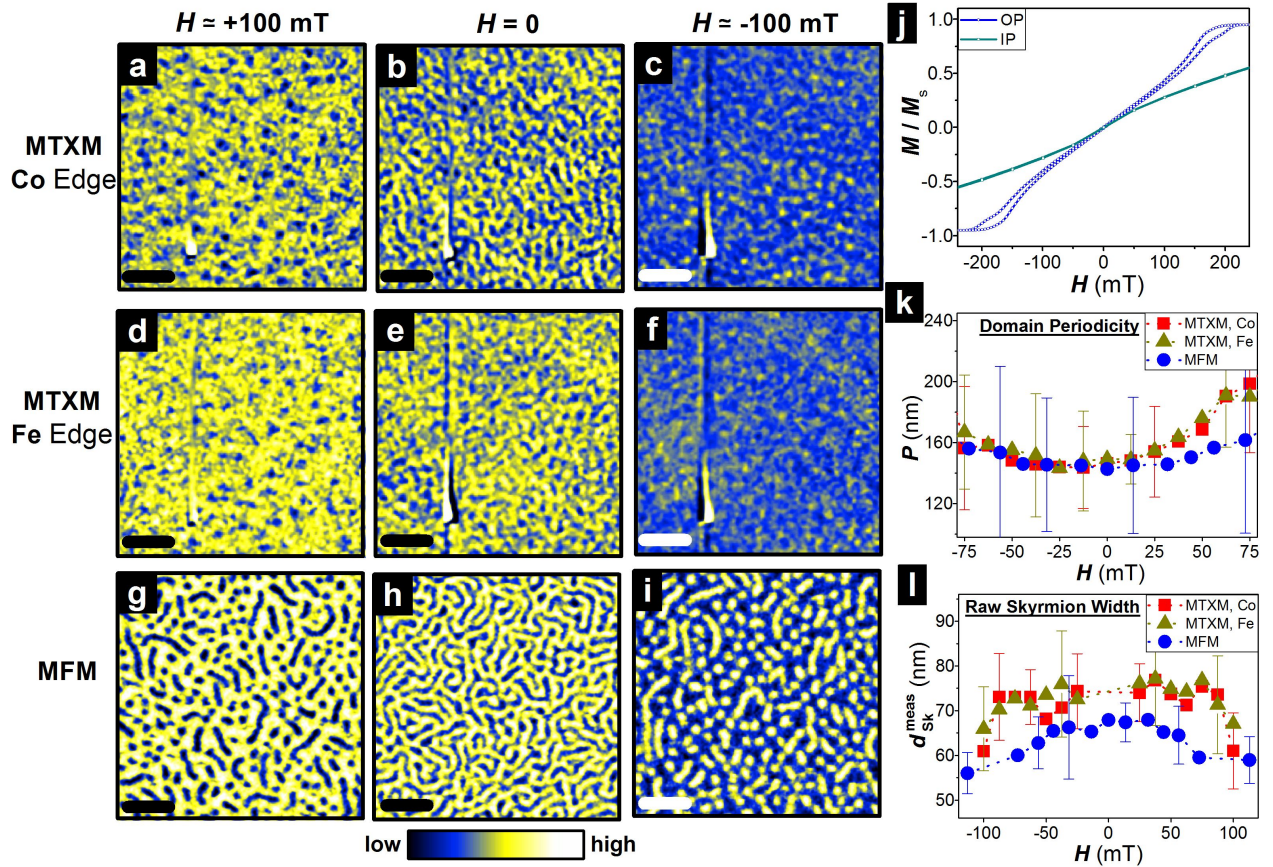 H ≃ +100 mT
H = 0
H ≃ -100 mT
MTXM
Co Edge
a
b
c
MTXM
Fe Edge
d
e
f
MFM
g
h
i
low
high
j
OP
IP
1.0
0.5
0.0
-0.5
-1.0
M / Ms
-200
-100
0
100
200
H (mT)
k
Domain Periodicity
MTXM, Co
MTXM, Fe
MFM
240
200
160
120
P (nm)
-75
-50
-25
0
25
50
75
H (mT)
l
Raw Skyrmion Width
MTXM, Co
MTXM, Fe
MFM
90
80
70
60
50
d_sk^meas (nm)
-100
-50
0
50
100
H (mT)